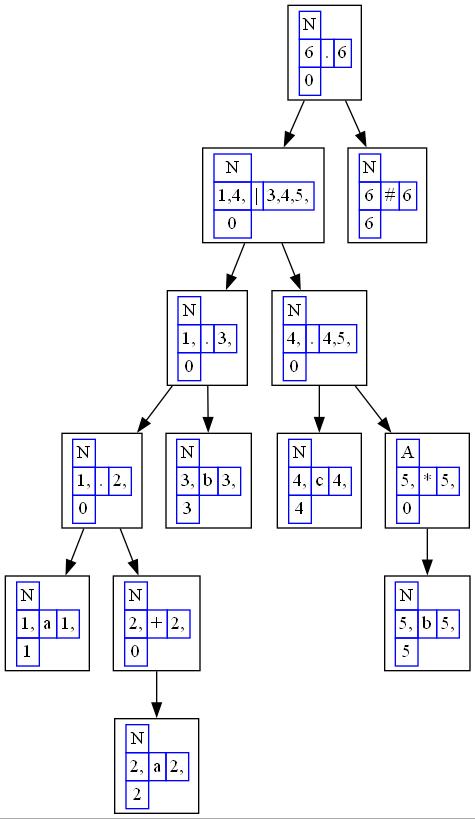 N
6 . 6
0
N
1,4, | 3,4,5,
0
N
6 # 6
6
N
1, . 3,
0
N
4, . 4,5,
0
N
1, . 2,
0
N
3, b 3,
3
N
4, c 4,
4
A
5, * 5,
0
N
1, a 1,
1
N
2, + 2,
0
N
5, b 5,
5
N
2, a 2,
2